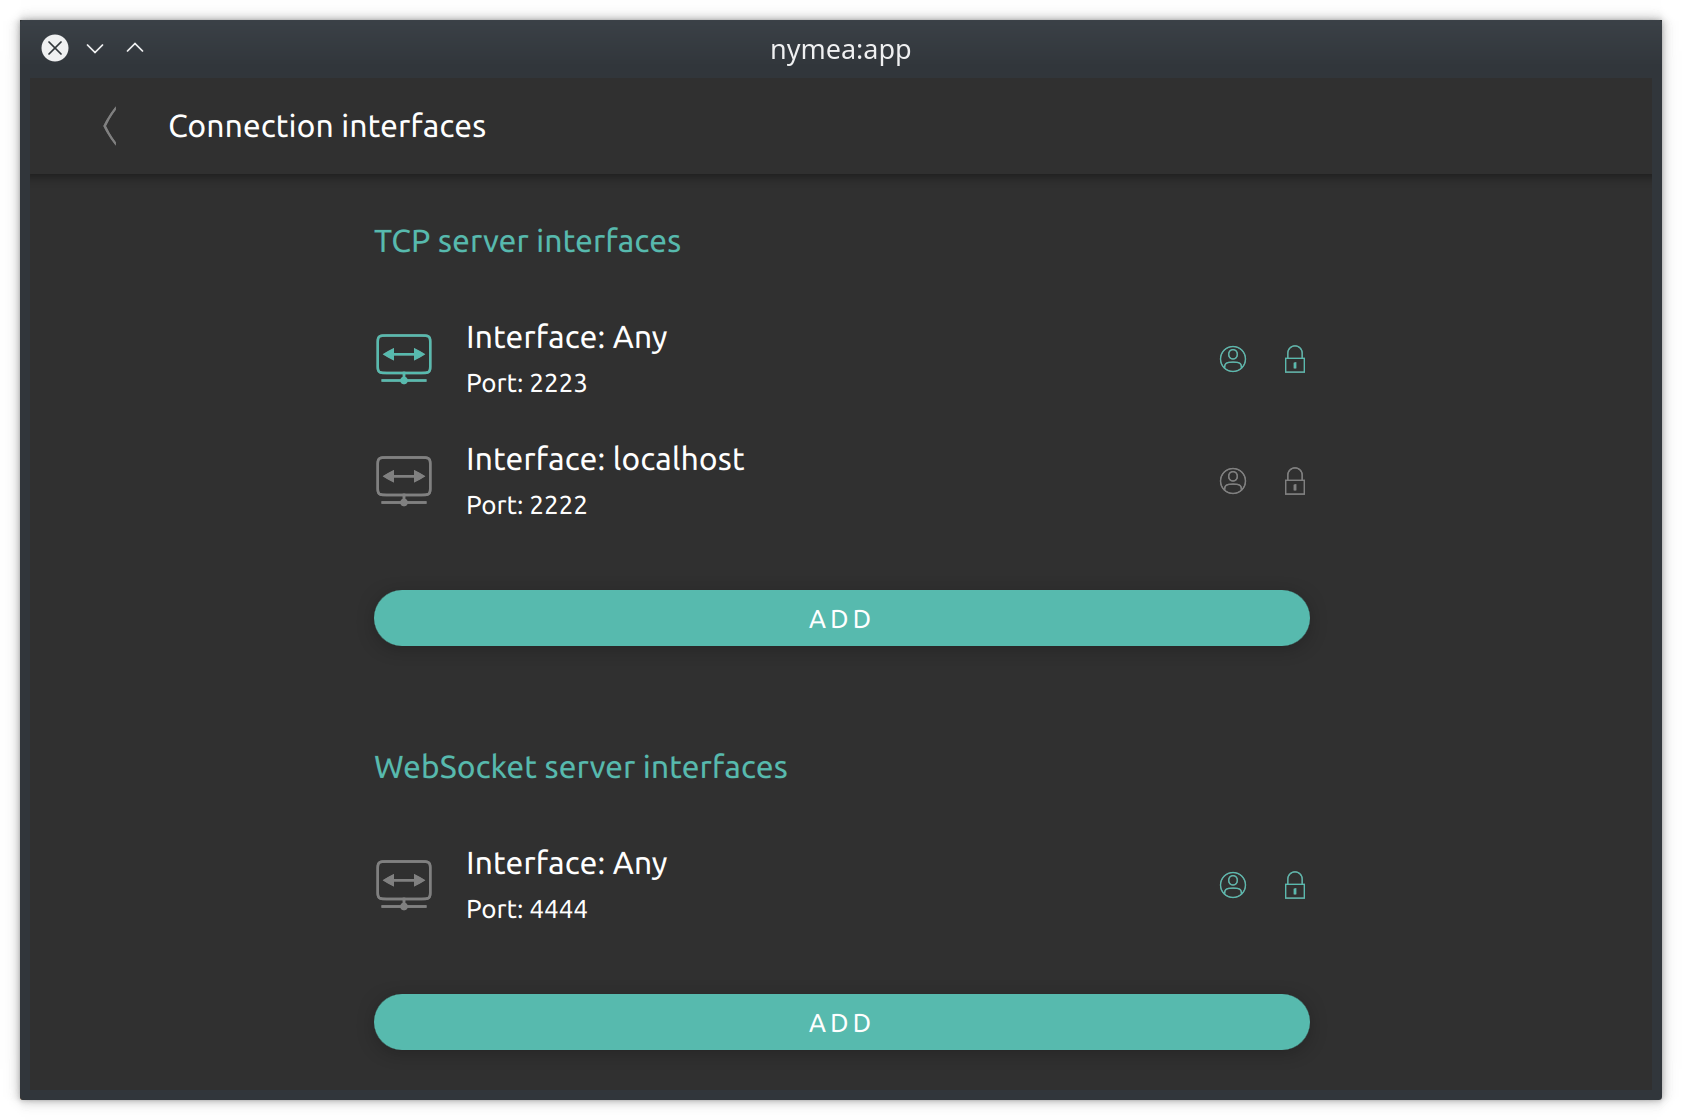 nymea:app
Connection interfaces
TCP server interfaces
Interface: Any
Port: 2223
Interface: localhost
Port: 2222
ADD
WebSocket server interfaces
Interface: Any
Port: 4444
ADD